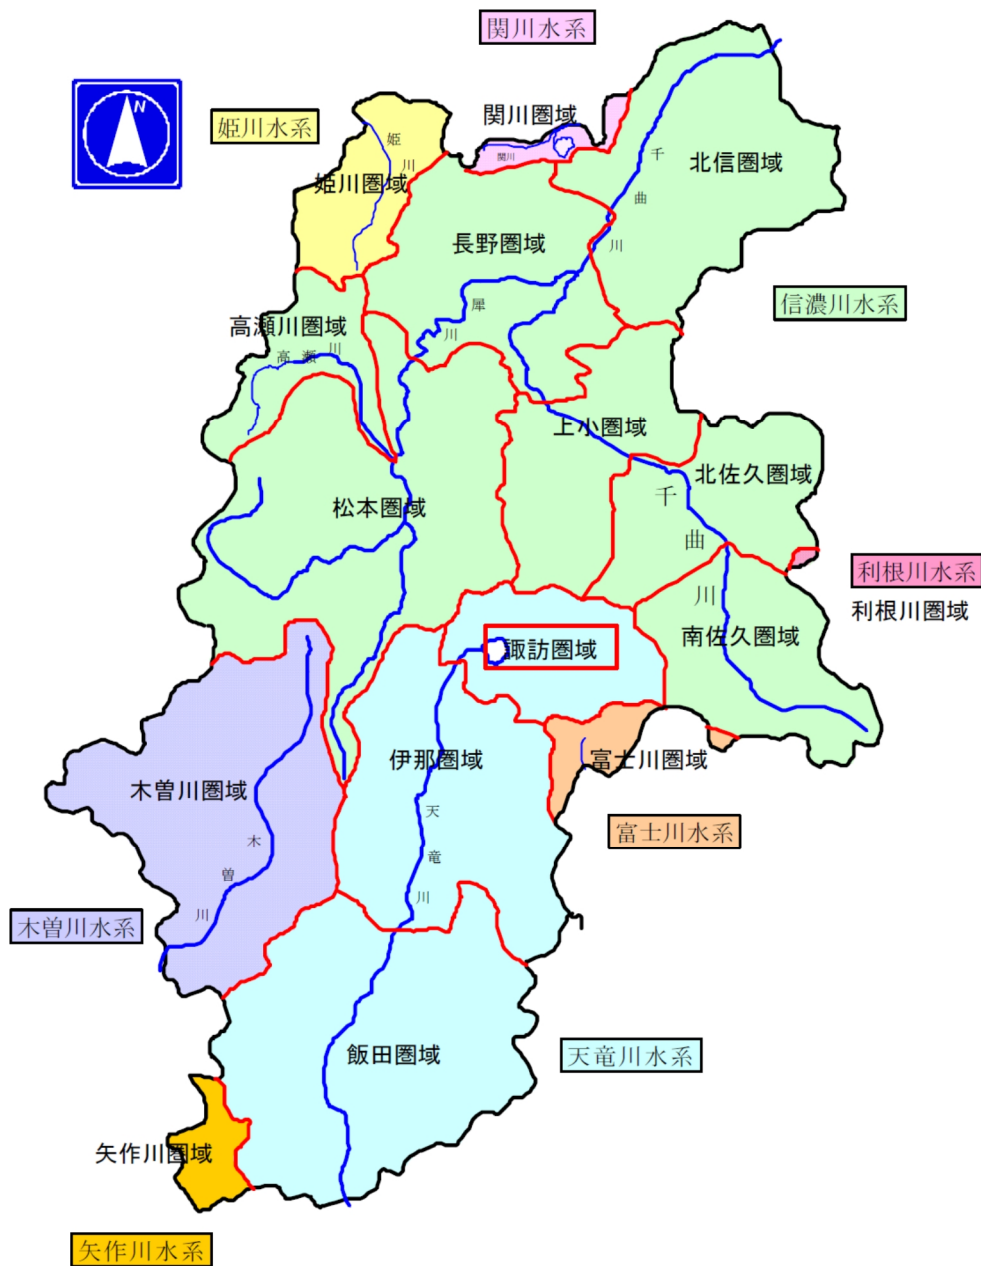 関川水系
N
姫川水系
関川圏域
関川
姫川
姫川圏域
千曲川
北信圏域
長野圏域
信濃川水系
犀川
高瀬川圏域
高瀬川
上小圏域
北佐久圏域
松本圏域
千曲川
利根川水系
利根川圏域
南佐久圏域
諏訪圏域
伊那圏域
富士川圏域
木曽川圏域
天竜川
富士川水系
木曽川
木曽川水系
飯田圏域
天竜川水系
矢作川圏域
矢作川水系